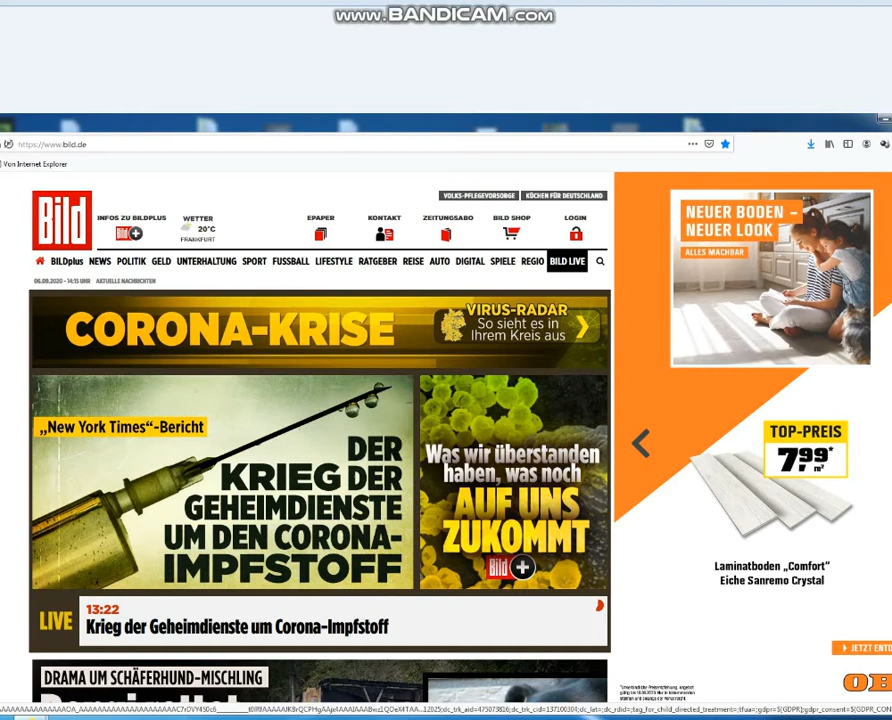 WWW.BANDICAM.COM
https://www.bild.de
Von Internet Explorer
VOLKS-PFLEGEVORSORGE KÜCHEN FÜR DEUTSCHLAND
Bild
INFOS ZU BILDPLUS WETTER EPAPER KONTAKT ZEITUNGSABO BILD SHOP LOGIN
Bild 20°C
FRANKFURT
BILDplus NEWS POLITIK GELD UNTERHALTUNG SPORT FUSSBALL LIFESTYLE RATGEBER REISE AUTO DIGITAL SPIELE REGIO BILD LIVE
06.09.2020 - 14:15 UHR AKTUELLE NACHRICHTEN
CORONA-KRISE
VIRUS-RADAR
So sieht es in
Ihrem Kreis aus
„New York Times“-Bericht
DER
KRIEG DER
GEHEIMDIENSTE
UM DEN CORONA-
IMPFSTOFF
Was wir überstanden
haben, was noch
AUF UNS
ZUKOMMT
Bild
LIVE
13:22
Krieg der Geheimdienste um Corona-Impfstoff
DRAMA UM SCHÄFERHUND-MISCHLING
NEUER BODEN –
NEUER LOOK
ALLES MACHBAR
TOP-PREIS
7.99*
m²
Laminatboden „Comfort“
Eiche Sanremo Crystal
JETZT ENTD
OB